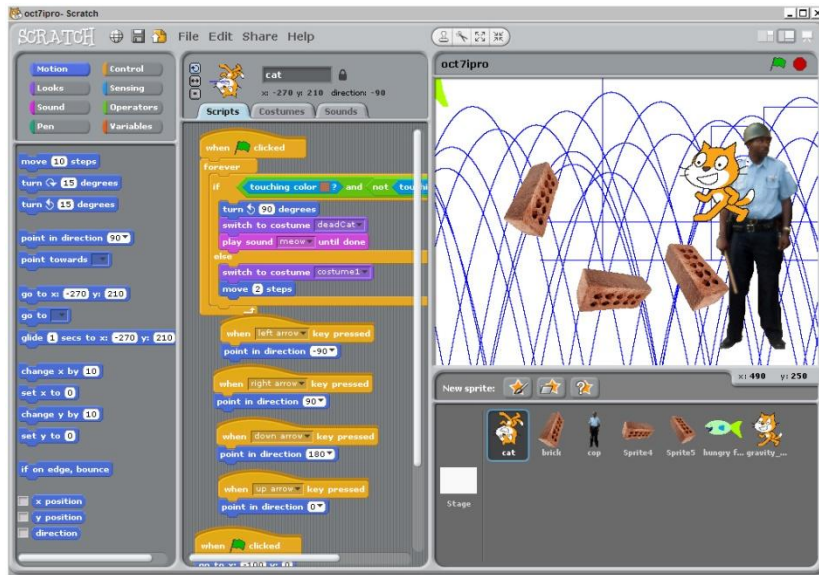 oct7ipro- Scratch
SCRATCH File Edit Share Help
Motion Control
Looks Sensing
Sound Operators
Pen Variables
move 10 steps
turn 15 degrees
turn 15 degrees
point in direction 90
point towards
go to x: -270 y: 210
go to
glide 1 secs to x: -270 y: 210
change x by 10
set x to 0
change y by 10
set y to 0
if on edge, bounce
x position
y position
direction
cat
x: -270 y: 210 direction: -90
Scripts Costumes Sounds
when clicked
forever
if touching color ? and not touchi
turn 90 degrees
switch to costume deadCat
play sound meow until done
else
switch to costume costume1
move 2 steps
when left arrow key pressed
point in direction -90
when right arrow key pressed
point in direction 90
when down arrow key pressed
point in direction 180
when up arrow key pressed
point in direction 0
when clicked
go to x: -100 y: 0
oct7ipro
x: 490 y: 250
New sprite:
cat brick cop Sprite4 Sprite5 hungry f... gravity_...
Stage